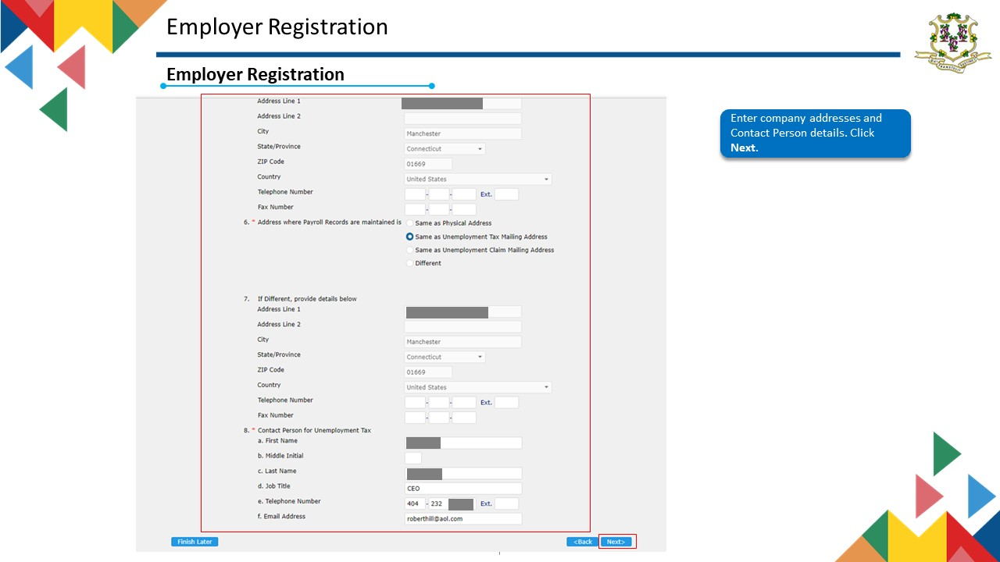 Employer Registration
Employer Registration
Enter company addresses and
Contact Person details. Click
Next.
Address Line 1
Address Line 2
City Manchester
State/Province Connecticut
ZIP Code 01669
Country United States
Telephone Number - - Ext.
Fax Number - -
6. * Address where Payroll Records are maintained is Same as Physical Address
Same as Unemployment Tax Mailing Address
Same as Unemployment Claim Mailing Address
Different
7. If Different, provide details below
Address Line 1
Address Line 2
City Manchester
State/Province Connecticut
ZIP Code 01669
Country United States
Telephone Number - - Ext.
Fax Number - -
8. * Contact Person for Unemployment Tax
a. First Name
b. Middle Initial
c. Last Name
d. Job Title CEO
e. Telephone Number 404 - 232 Ext.
f. Email Address roberthill@aol.com
Finish Later <Back Next>